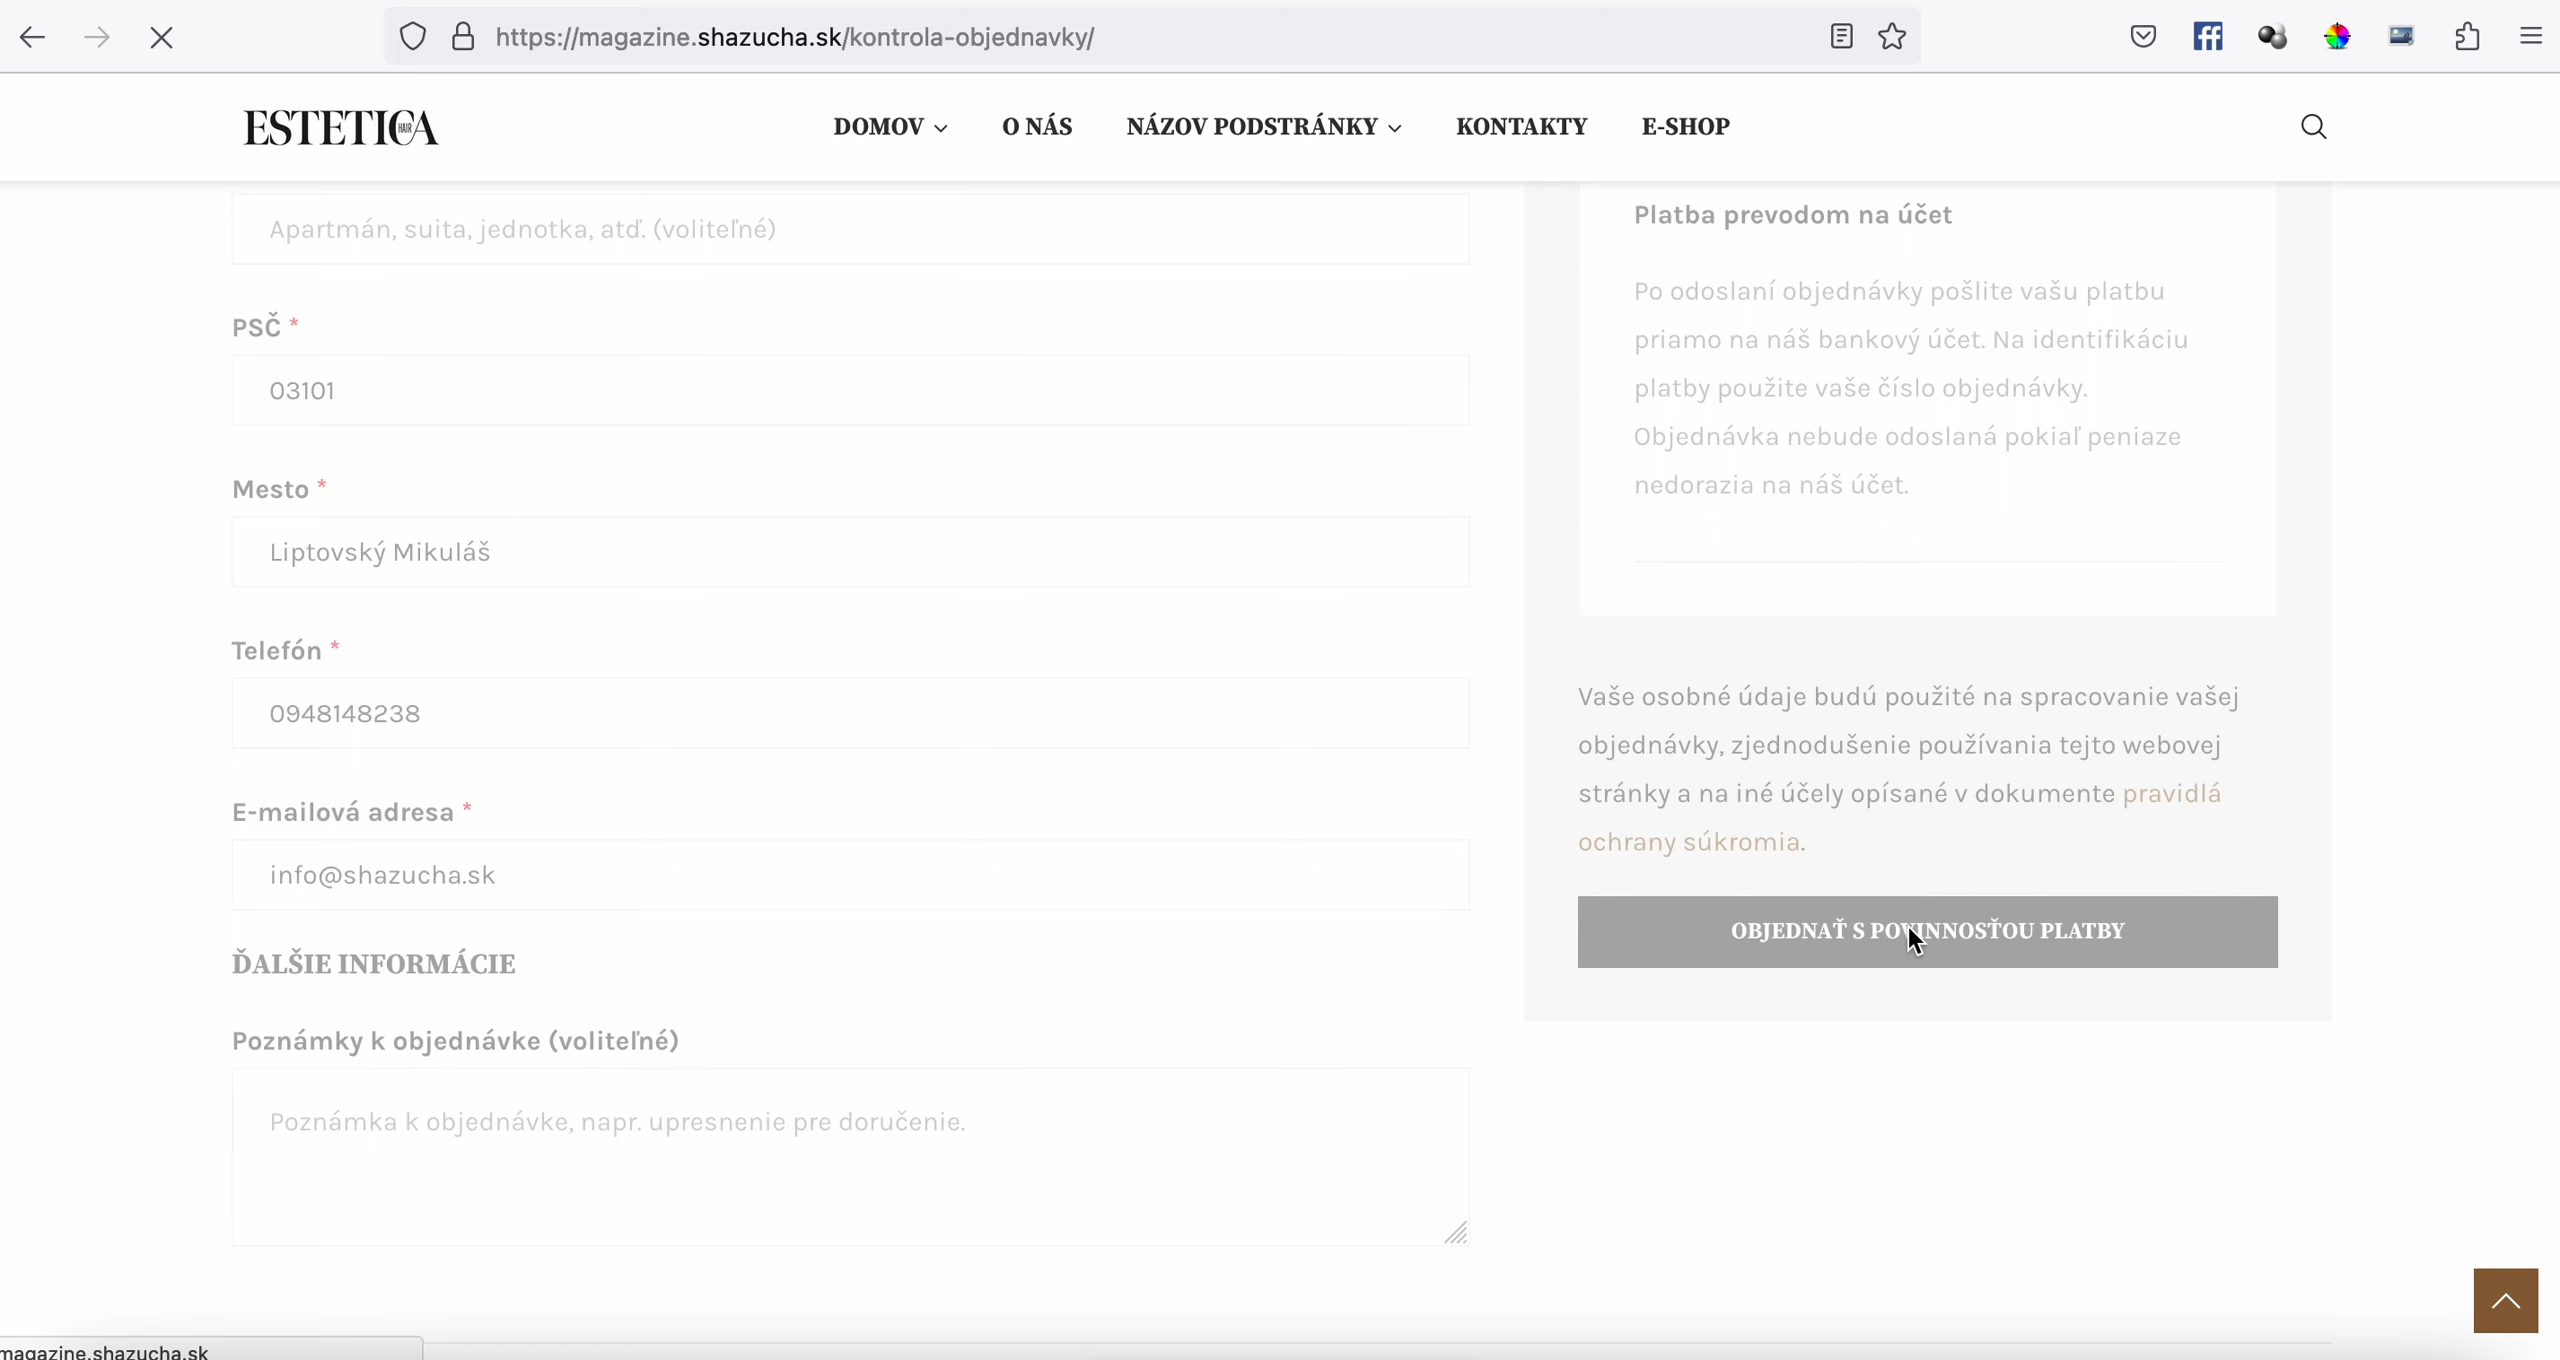 https://magazine.shazucha.sk/kontrola-objednavky/
ESTETICA
HAIR
DOMOV
O NÁS
NÁZOV PODSTRÁNKY
KONTAKTY
E-SHOP
Apartmán, suita, jednotka, atď. (voliteľné)
PSČ *
03101
Mesto *
Liptovský Mikuláš
Telefón *
0948148238
E-mailová adresa *
info@shazucha.sk
ĎALŠIE INFORMÁCIE
Poznámky k objednávke (voliteľné)
Poznámka k objednávke, napr. upresnenie pre doručenie.
Platba prevodom na účet
Po odoslaní objednávky pošlite vašu platbu
priamo na náš bankový účet. Na identifikáciu
platby použite vaše číslo objednávky.
Objednávka nebude odoslaná pokiaľ peniaze
nedorazia na náš účet.
Vaše osobné údaje budú použité na spracovanie vašej
objednávky, zjednodušenie používania tejto webovej
stránky a na iné účely opísané v dokumente pravidlá
ochrany súkromia.
OBJEDNAŤ S POVINNOSŤOU PLATBY
magazine.shazucha.sk